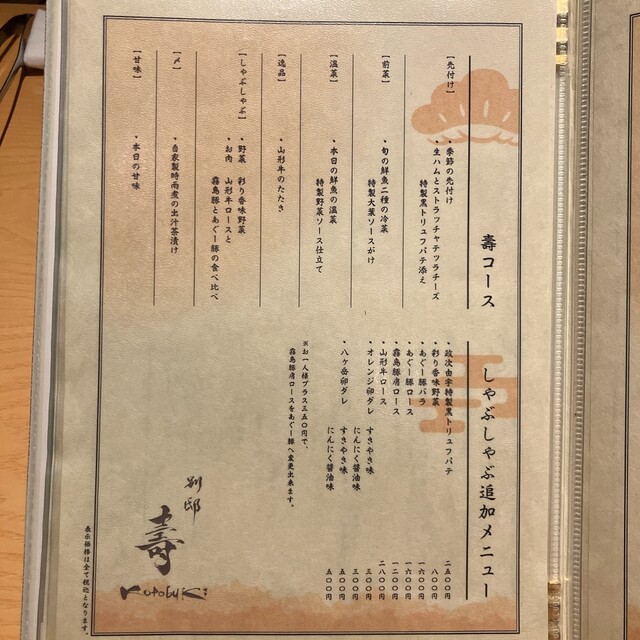 壽コース
【先付け】
・季節の先付け
・生ハムとストラッチャテッラチーズ
特製黒トリュフパテ添え
【前菜】
・旬の鮮魚二種の冷菜
特製大葉ソースがけ
【温菜】
・本日の鮮魚の温菜
特製野菜ソース仕立て
【逸品】
・山形牛のたたき
【しゃぶしゃぶ】
・野菜 彩り香味野菜
・お肉 山形牛ロースと
霧島豚とあぐー豚の食べ比べ
【〆】
・自家製時雨煮の出汁茶漬け
【甘味】
・本日の甘味
しゃぶしゃぶ追加メニュー
・政次由宇特製黒トリュフパテ 二五〇〇円
・彩り香味野菜 八〇〇円
・あぐー豚バラ 一六〇〇円
・あぐー豚ロース 一六〇〇円
・霧島豚肩ロース 一二〇〇円
・山形牛ロース 二八〇〇円
・オレンジ卵ダレ すきやき味 三〇〇円
にんにく醤油味 三〇〇円
・八ヶ岳卵ダレ すきやき味 五〇〇円
にんにく醤油味 五〇〇円
※お一人様プラス三五〇円で、
霧島豚肩ロースをあぐー豚へ変更出来ます。
別邸
壽
KOTOBUKI
表示価格は全て税込となります。